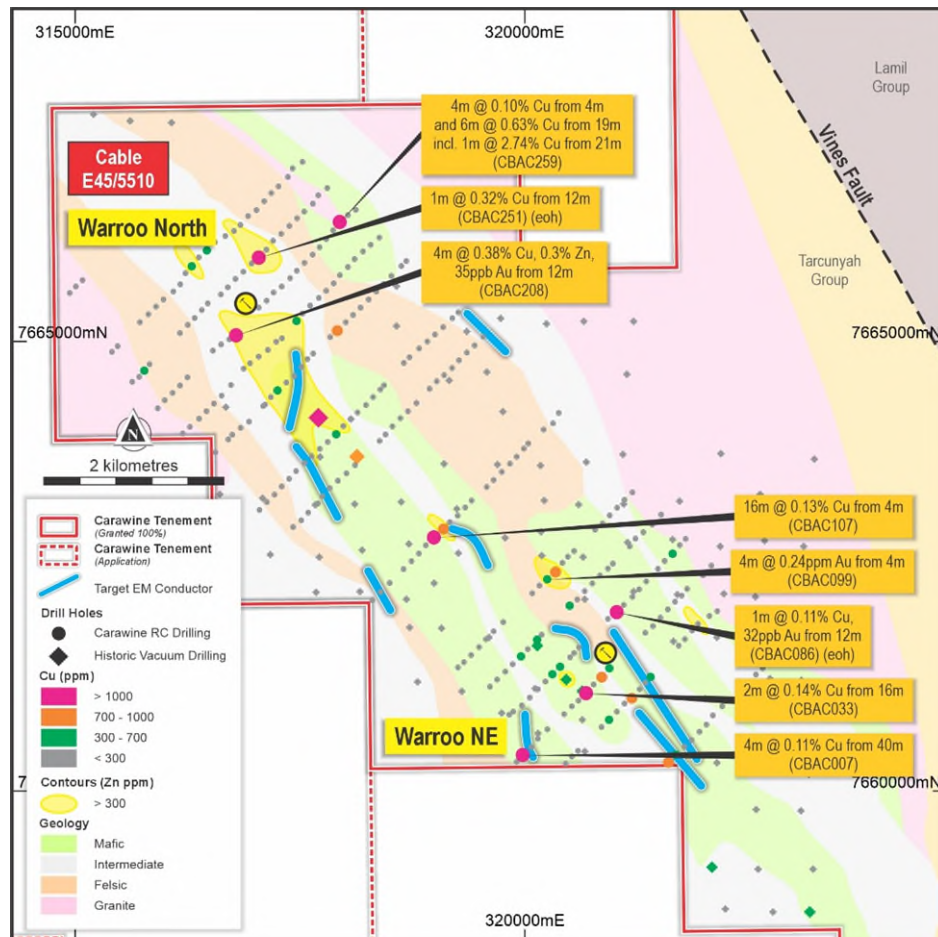 315000mE
320000mE
Lamil
Group
Vines Fault
Tarcunyah
Group
Cable
E45/5510
Warroo North
4m @ 0.10% Cu from 4m
and 6m @ 0.63% Cu from 19m
incl. 1m @ 2.74% Cu from 21m
(CBAC259)
1m @ 0.32% Cu from 12m
(CBAC251) (eoh)
4m @ 0.38% Cu, 0.3% Zn,
35ppb Au from 12m
(CBAC208)
7665000mN
7665000mN
N
2 kilometres
Carawine Tenement
(Granted 100%)
Carawine Tenement
(Application)
Target EM Conductor
Drill Holes
Carawine RC Drilling
Historic Vacuum Drilling
Cu (ppm)
> 1000
700 - 1000
300 - 700
< 300
Contours (Zn ppm)
> 300
Geology
Mafic
Intermediate
Felsic
Granite
16m @ 0.13% Cu from 4m
(CBAC107)
4m @ 0.24ppm Au from 4m
(CBAC099)
1m @ 0.11% Cu,
32ppb Au from 12m
(CBAC086) (eoh)
2m @ 0.14% Cu from 16m
(CBAC033)
4m @ 0.11% Cu from 40m
(CBAC007)
Warroo NE
7660000mN
320000mE